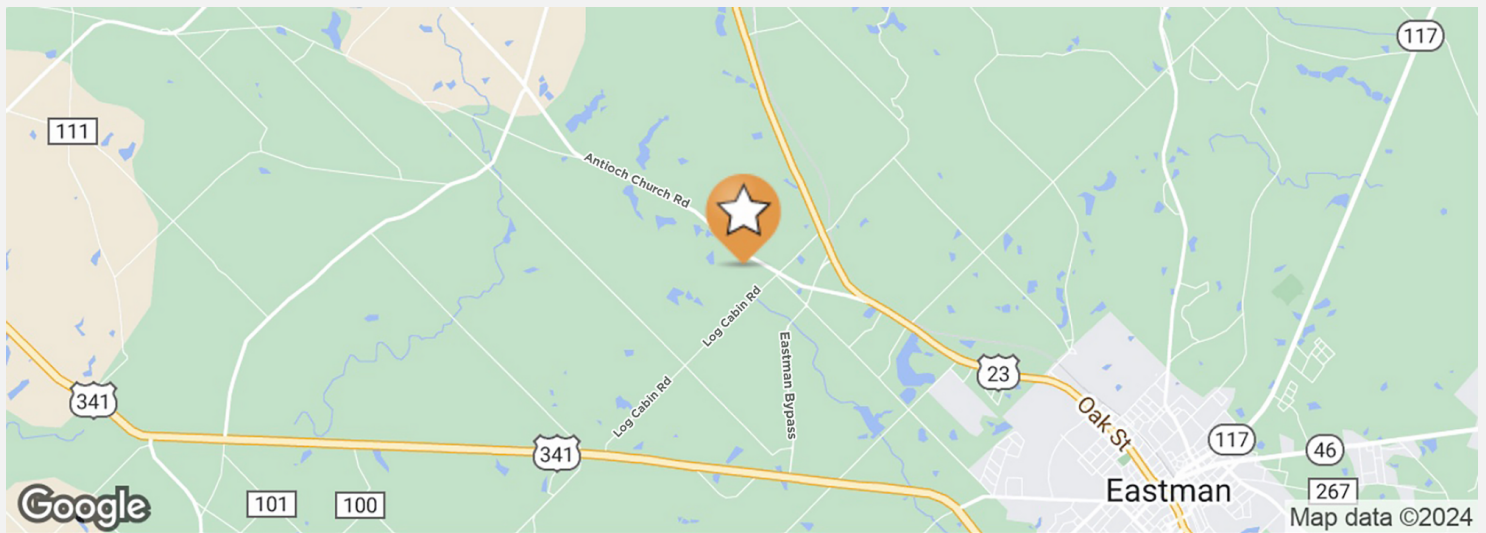 117
111
Antioch Church Rd
Log Cabin Rd
Eastman Bypass
23
341
Log Cabin Rd
Oak St
341
117
46
Eastman
267
101
100
Google
Map data ©2024